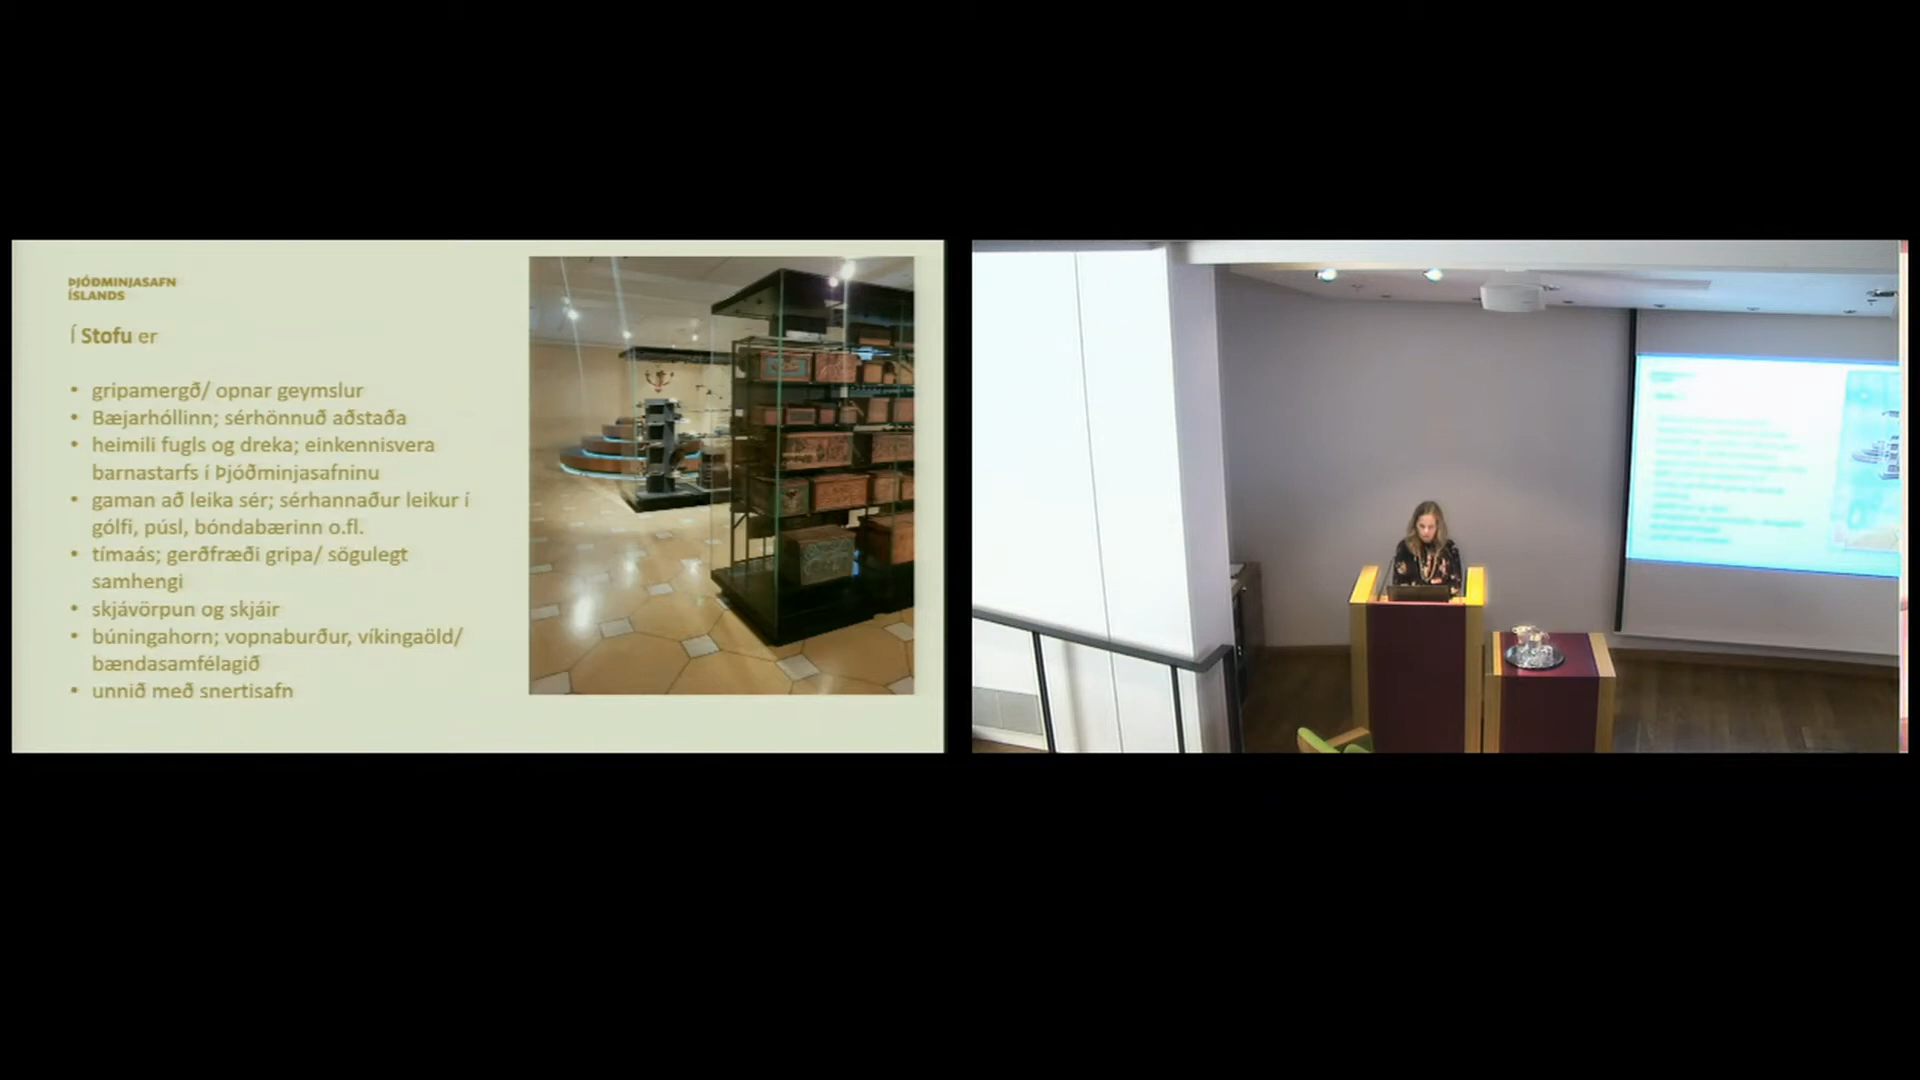 ÞJÓÐMINJASAFN
ÍSLANDS
Í Stofu er
• gripamergð/ opnar geymslur
• Bæjarhóllinn; sérhönnuð aðstaða
• heimili fugls og dreka; einkennisvera
barnastarfs í Þjóðminjasafninu
• gaman að leika sér; sérhannaður leikur í
gólfi, púsl, bóndabærinn o.fl.
• tímaás; gerðfræði gripa/ sögulegt
samhengi
• skjávörpun og skjáir
• búningahorn; vopnaburður, víkingaöld/
bændasamfélagið
• unnið með snertisafn